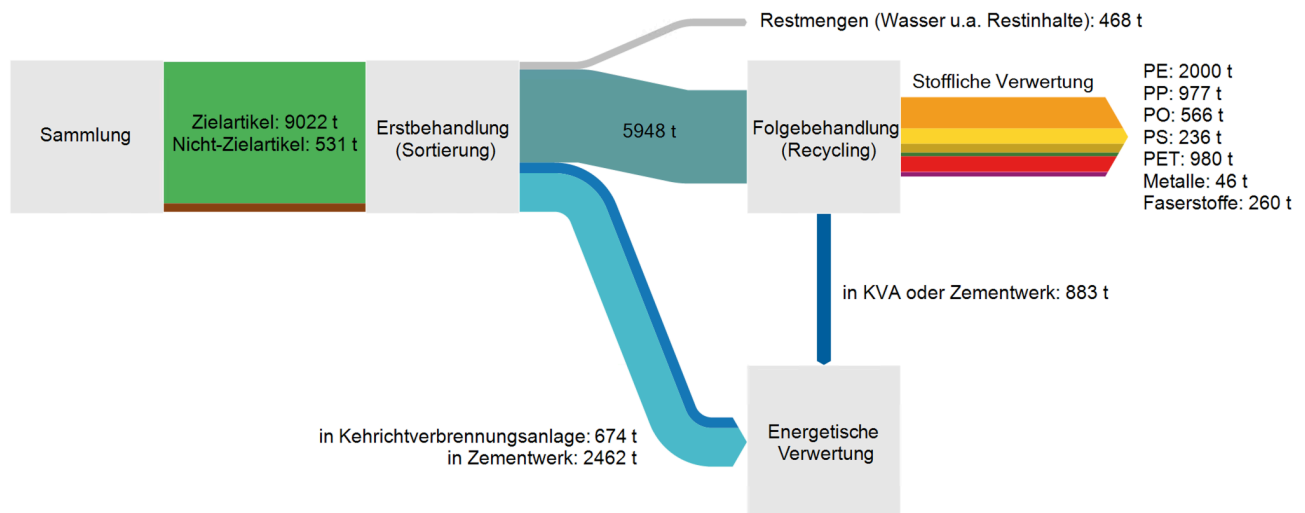 Restmengen (Wasser u.a. Restinhalte): 468 t
Sammlung
Zielartikel: 9022 t
Nicht-Zielartikel: 531 t
Erstbehandlung
(Sortierung)
5948 t
Folgebehandlung
(Recycling)
Stoffliche Verwertung
PE: 2000 t
PP: 977 t
PO: 566 t
PS: 236 t
PET: 980 t
Metalle: 46 t
Faserstoffe: 260 t
in KVA oder Zementwerk: 883 t
in Kehrichtverbrennungsanlage: 674 t
in Zementwerk: 2462 t
Energetische
Verwertung